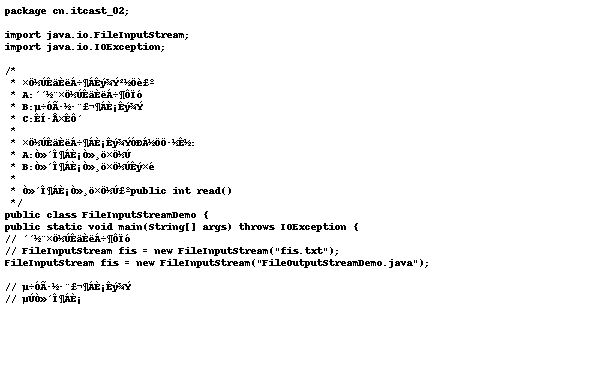 package cn.itcast_02;
import java.io.FileInputStream;
import java.io.IOException;
/*
 * ×Ö½ÚÊäÈëÁ÷¶ÁÈ¡Êý¾Ý²½Öè£º
 * A:´´½¨×Ö½ÚÊäÈëÁ÷¶ÔÏó
 * B:µ÷ÓÃ·½·¨£¬¶ÁÈ¡Êý¾Ý
 * C:ÊÍ·Å×ÊÔ´
 *
 * ×Ö½ÚÊäÈëÁ÷¶ÁÈ¡Êý¾ÝÓÐÁ½ÖÖ·½Ê½:
 * A:Ò»´Î¶ÁÈ¡Ò»¸ö×Ö½Ú
 * B:Ò»´Î¶ÁÈ¡Ò»¸ö×Ö½ÚÊý×é
 *
 * Ò»´Î¶ÁÈ¡Ò»¸ö×Ö½Ú£ºpublic int read()
 */
public class FileInputStreamDemo {
public static void main(String[] args) throws IOException {
// ´´½¨×Ö½ÚÊäÈëÁ÷¶ÔÏó
// FileInputStream fis = new FileInputStream("fis.txt");
FileInputStream fis = new FileInputStream("FileOutputStreamDemo.java");
// µ÷ÓÃ·½·¨£¬¶ÁÈ¡Êý¾Ý
// µÚÒ»´Î¶ÁÈ¡